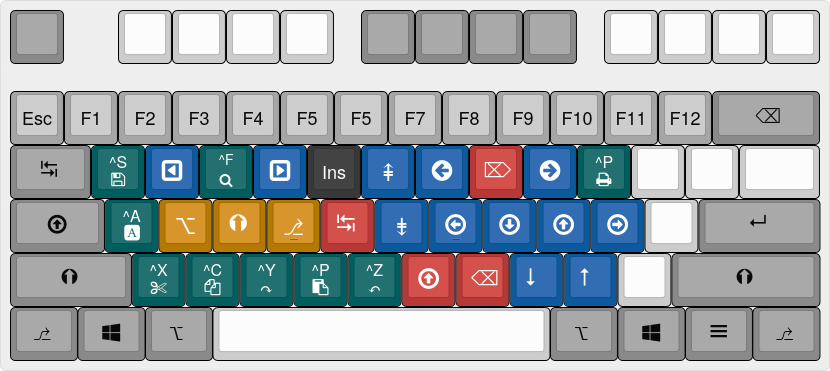 Esc F1 F2 F3 F4 F5 F5 F7 F8 F9 F10 F11 F12 ⌫
↹ ^S ^F Ins ⇞ ⌦ ^P
^A A ⌥ ⎇ ↹ ⇟ ↵
^X ^C ^Y ^P ^Z ⌫ ↓ ↑
⎇ ⌥ ⌥ ☰ ⎇